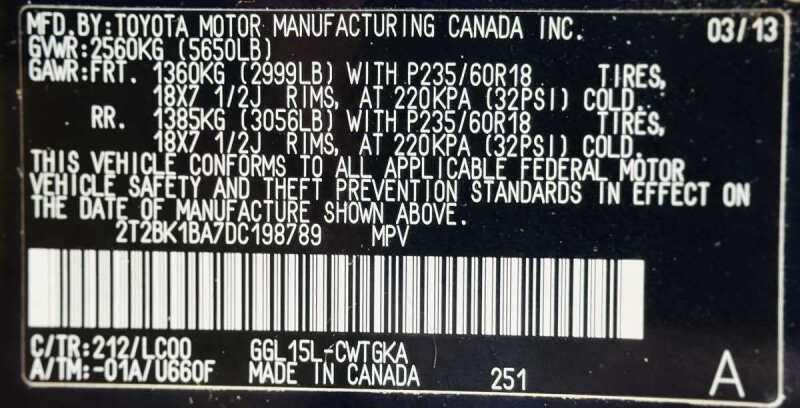 MFD.BY:TOYOTA MOTOR MANUFACTURING CANADA INC. 03/13
GVWR:2560KG (5650LB)
GAWR:FRT. 1360KG (2999LB) WITH P235/60R18 TIRES,
18X7 1/2J RIMS, AT 220KPA (32PSI) COLD.
RR. 1385KG (3056LB) WITH P235/60R18 TIRES,
18X7 1/2J RIMS, AT 220KPA (32PSI) COLD.
THIS VEHICLE CONFORMS TO ALL APPLICABLE FEDERAL MOTOR
VEHICLE SAFETY AND THEFT PREVENTION STANDARDS IN EFFECT ON
THE DATE OF MANUFACTURE SHOWN ABOVE.
2T2BK1BA7DC198789 MPV
C/TR:212/LC00 GGL15L-CWTGKA
A/TM:-01A/U660F MADE IN CANADA 251 A